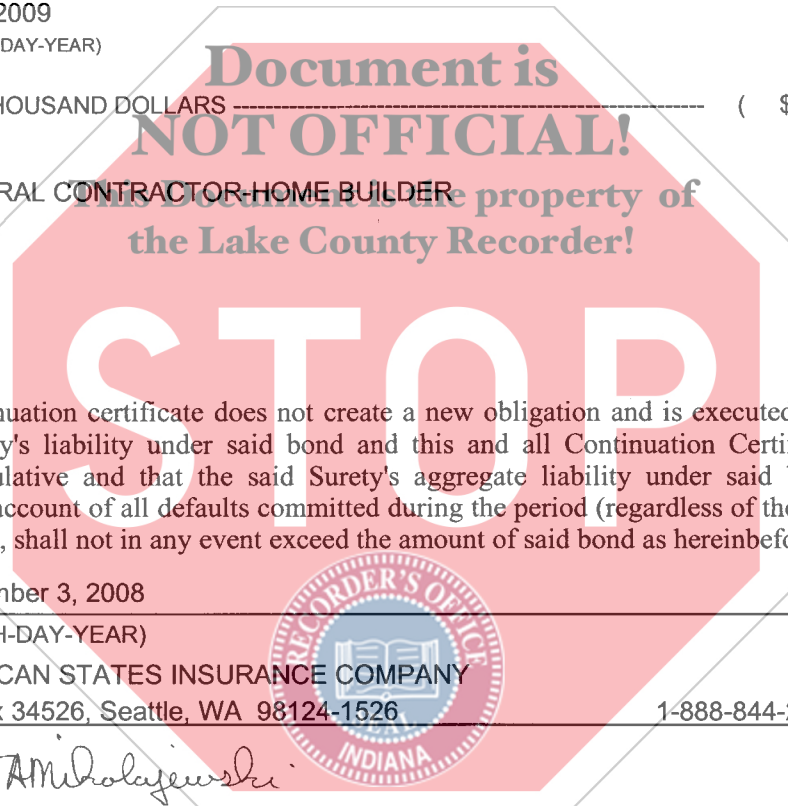 2009
DAY-YEAR)
Document is
HOUSAND DOLLARS ---------------------------------------------------------------- ( $
NOT OFFICIAL!
RAL CONTRACTOR-HOME BUILDER
This Document is the property of
the Lake County Recorder!
STOP
nuation certificate does not create a new obligation and is executed
y's liability under said bond and this and all Continuation Certi
ulative and that the said Surety's aggregate liability under said
account of all defaults committed during the period (regardless of the
, shall not in any event exceed the amount of said bond as hereinbefo
mber 3, 2008
H-DAY-YEAR)
CAN STATES INSURANCE COMPANY
x 34526, Seattle, WA 98124-1526 1-888-844-
RECORDER'S OFFICE
SEAL
INDIANA
AMikolajewski